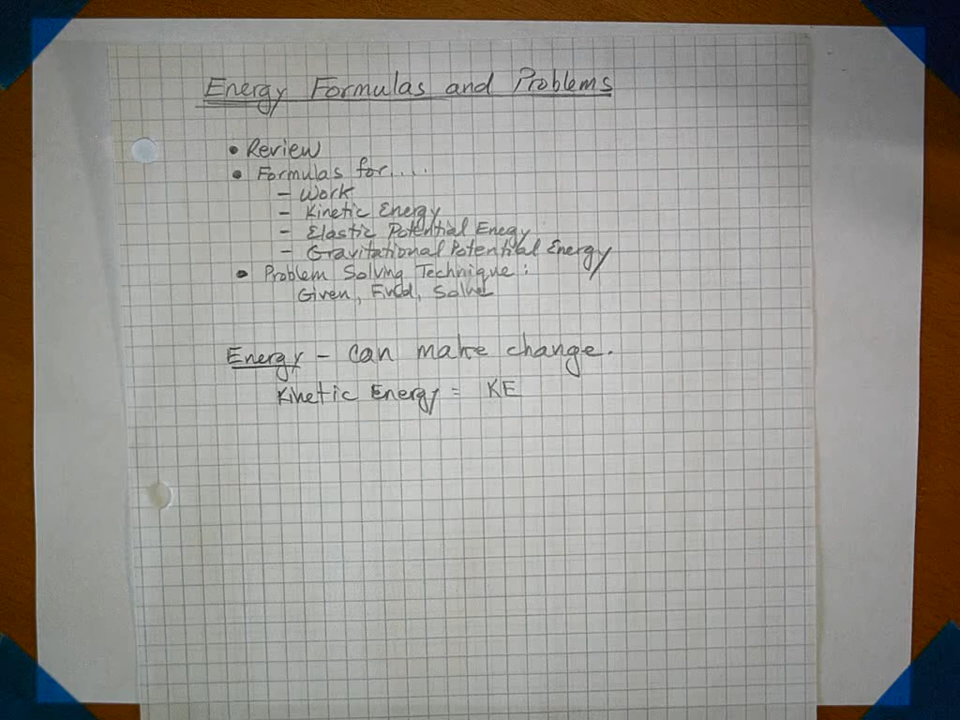 Energy Formulas and Problems
• Review
• Formulas for....
– Work
– Kinetic Energy
– Elastic Potential Enegy
– Gravitational Potential Energy
• Problem Solving Technique:
Given, Find, Solve
Energy – can make change.
Kinetic Energy = KE